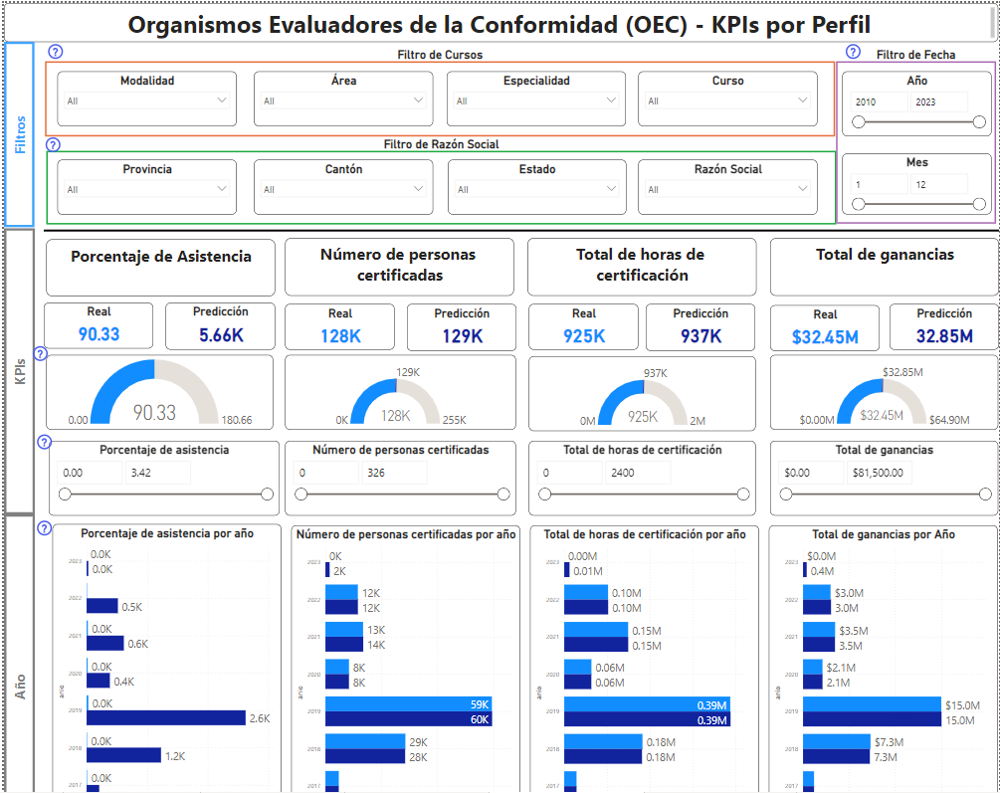 Organismos Evaluadores de la Conformidad (OEC) - KPIs por Perfil
Filtros
? Filtro de Cursos
Modalidad
All
Área
All
Especialidad
All
Curso
All
? Filtro de Fecha
Año
2010 2023
Mes
1 12
? Filtro de Razón Social
Provincia
All
Cantón
All
Estado
All
Razón Social
All
KPIs
Porcentaje de Asistencia
Número de personas
certificadas
Total de horas de
certificación
Total de ganancias
Real
90.33
Predicción
5.66K
Real
128K
Predicción
129K
Real
925K
Predicción
937K
Real
$32.45M
Predicción
32.85M
?
0.00 90.33 180.66
129K
0K 128K 255K
937K
0M 925K 2M
$32.85M
$0.00M $32.45M $64.90M
?
Porcentaje de asistencia
0.00 3.42
Número de personas certificadas
0 326
Total de horas de certificación
0 2400
Total de ganancias
$0.00 $81,500.00
Año
?
Porcentaje de asistencia por año
año
2023 0.0K
0.0K
2022 0.5K
2021 0.0K
0.6K
2020 0.0K
0.4K
2019 0.0K
2.6K
2018 0.0K
1.2K
2017 0.0K
Número de personas certificadas por año
año
2023 0K
2K
2022 12K
12K
2021 13K
14K
2020 8K
8K
2019 59K
60K
2018 29K
28K
2017
Total de horas de certificación por año
año
2023 0.00M
0.01M
2022 0.10M
0.10M
2021 0.15M
0.15M
2020 0.06M
0.06M
2019 0.39M
0.39M
2018 0.18M
0.18M
2017
Total de ganancias por Año
año
2023 $0.0M
0.4M
2022 $3.0M
3.0M
2021 $3.5M
3.5M
2020 $2.1M
2.1M
2019 $15.0M
15.0M
2018 $7.3M
7.3M
2017